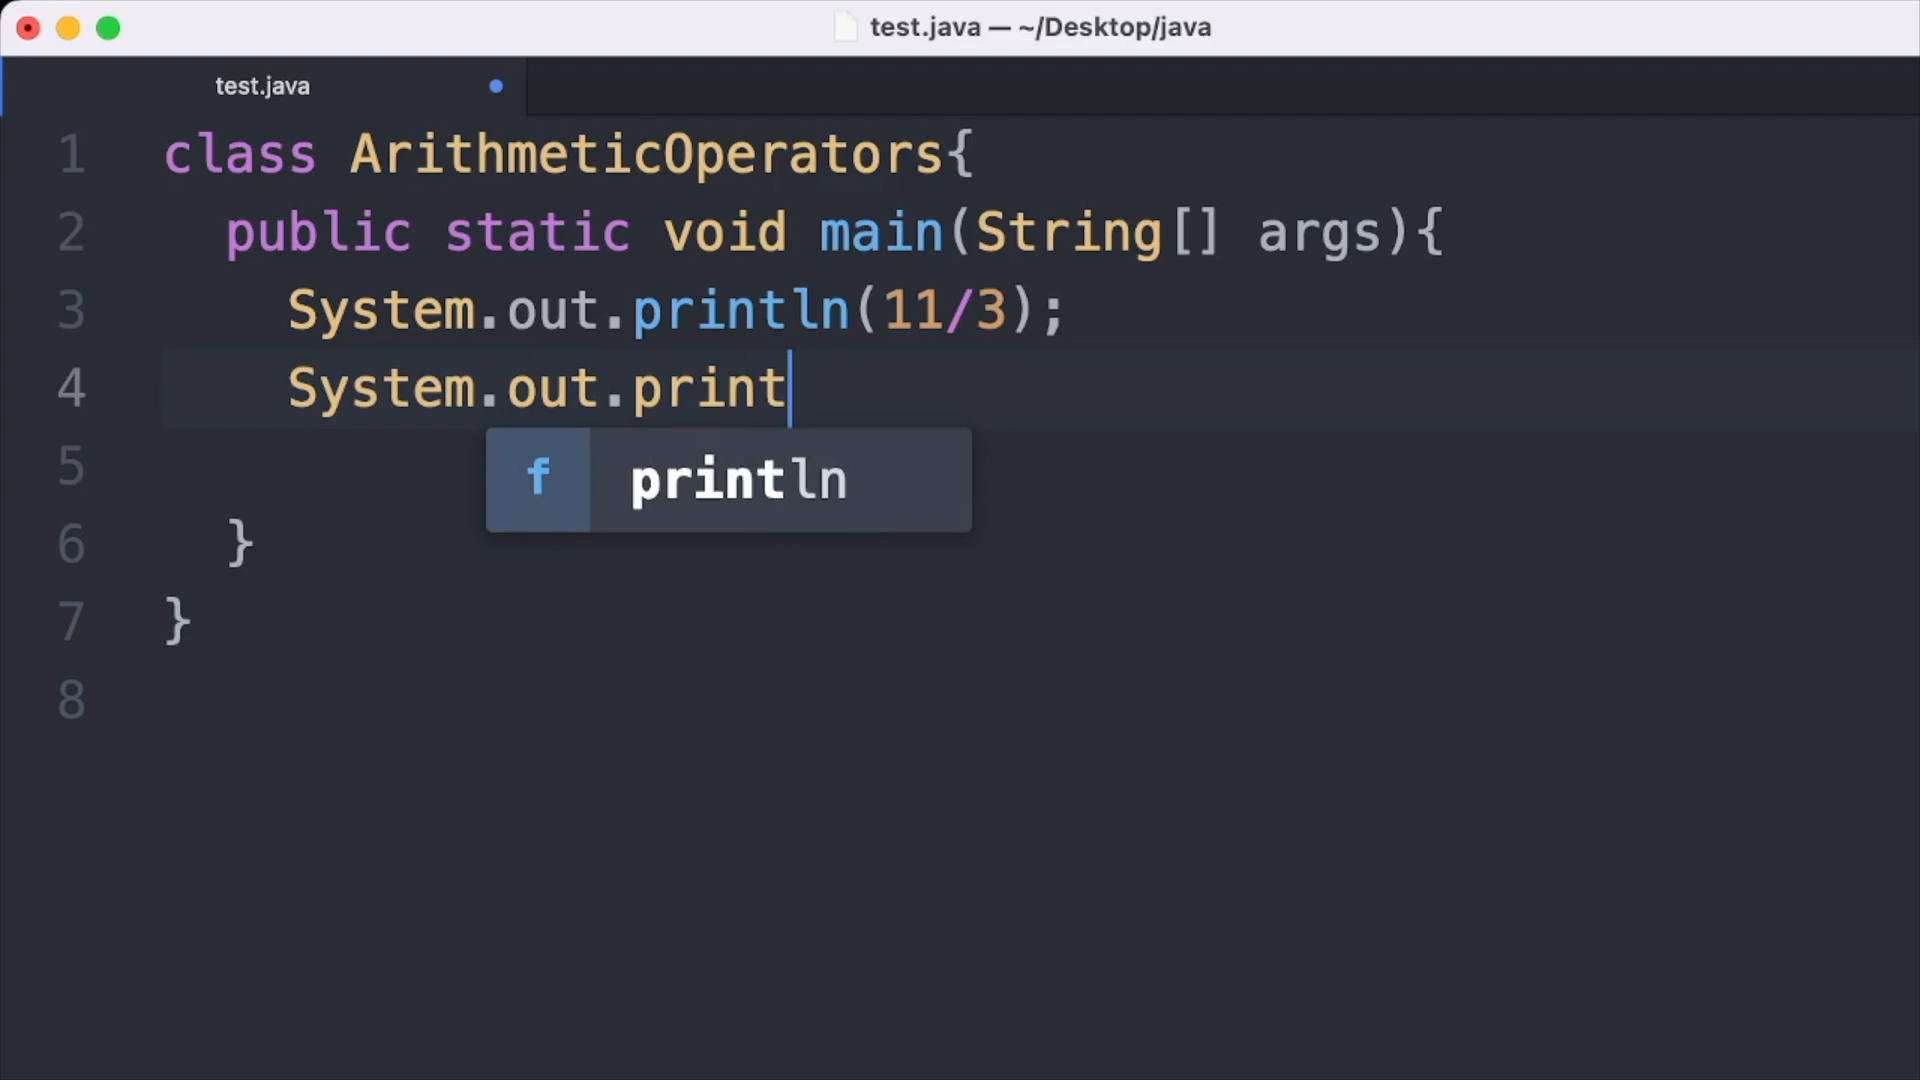 test.java — ~/Desktop/java
test.java
1 class ArithmeticOperators{
2 public static void main(String[] args){
3 System.out.println(11/3);
4 System.out.print
5
f println
6 }
7 }
8